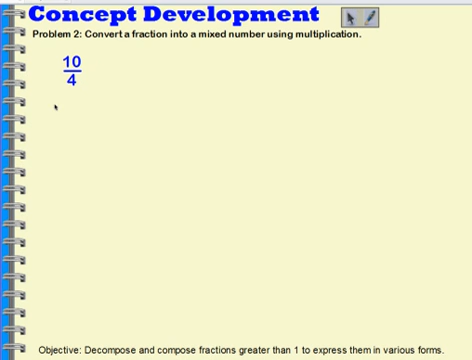 Concept Development
Problem 2: Convert a fraction into a mixed number using multiplication.
10
4
Objective: Decompose and compose fractions greater than 1 to express them in various forms.